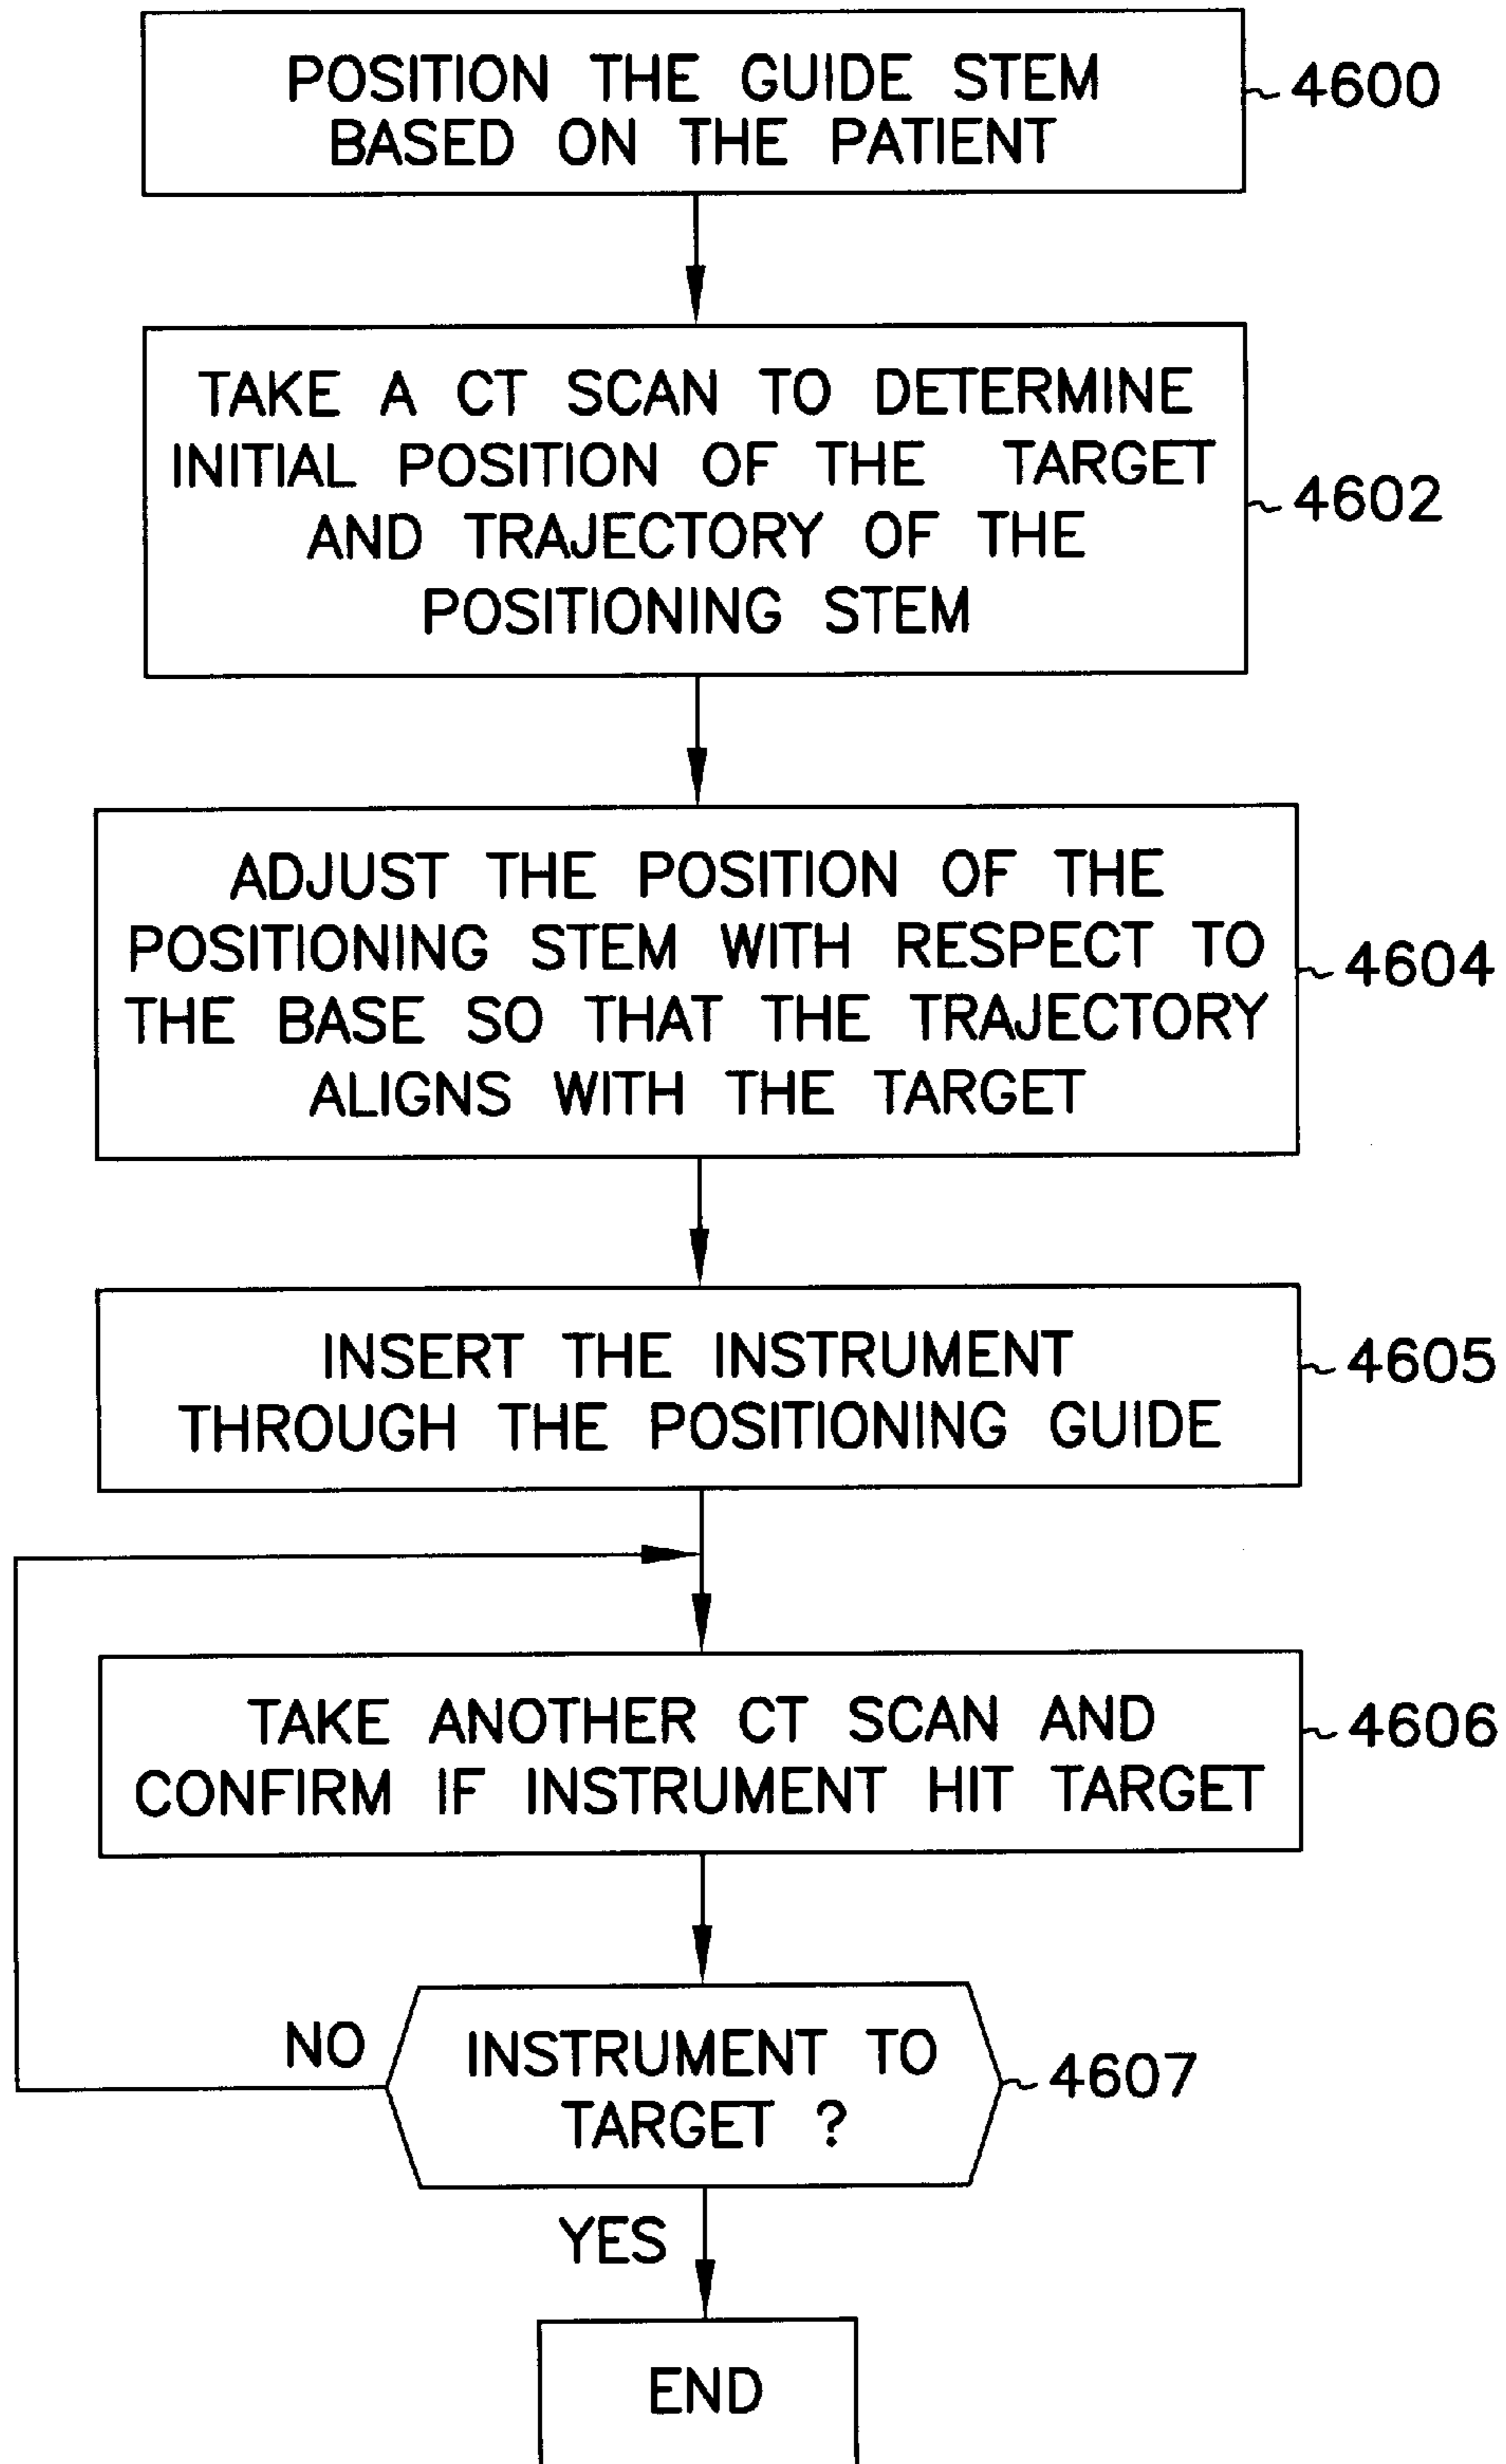 POSITION THE GUIDE STEM
BASED ON THE PATIENT
4600
TAKE A CT SCAN TO DETERMINE
INITIAL POSITION OF THE TARGET
AND TRAJECTORY OF THE
POSITIONING STEM
4602
ADJUST THE POSITION OF THE
POSITIONING STEM WITH RESPECT TO
THE BASE SO THAT THE TRAJECTORY
ALIGNS WITH THE TARGET
4604
INSERT THE INSTRUMENT
THROUGH THE POSITIONING GUIDE
4605
TAKE ANOTHER CT SCAN AND
CONFIRM IF INSTRUMENT HIT TARGET
4606
NO
INSTRUMENT TO
TARGET ?
4607
YES
END